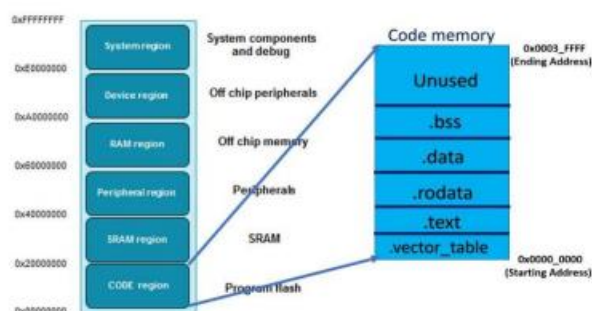 0xFFFFFFFF
System region
System components
and debug
0xE0000000
Device region
Off chip peripherals
0xA0000000
RAM region
Off chip memory
0x60000000
Peripheral region
Peripherals
0x40000000
SRAM region
SRAM
0x20000000
CODE region
Program flash
Code memory
0x0003_FFFF
(Ending Address)
Unused
.bss
.data
.rodata
.text
.vector_table
0x0000_0000
(Starting Address)